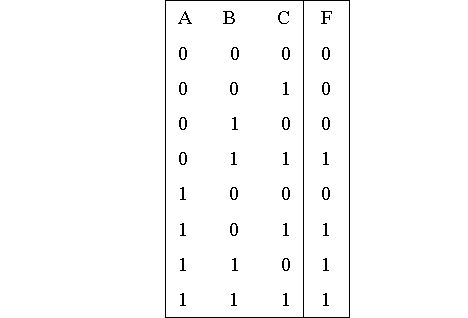 A B C F
0 0 0 0
0 0 1 0
0 1 0 0
0 1 1 1
1 0 0 0
1 0 1 1
1 1 0 1
1 1 1 1